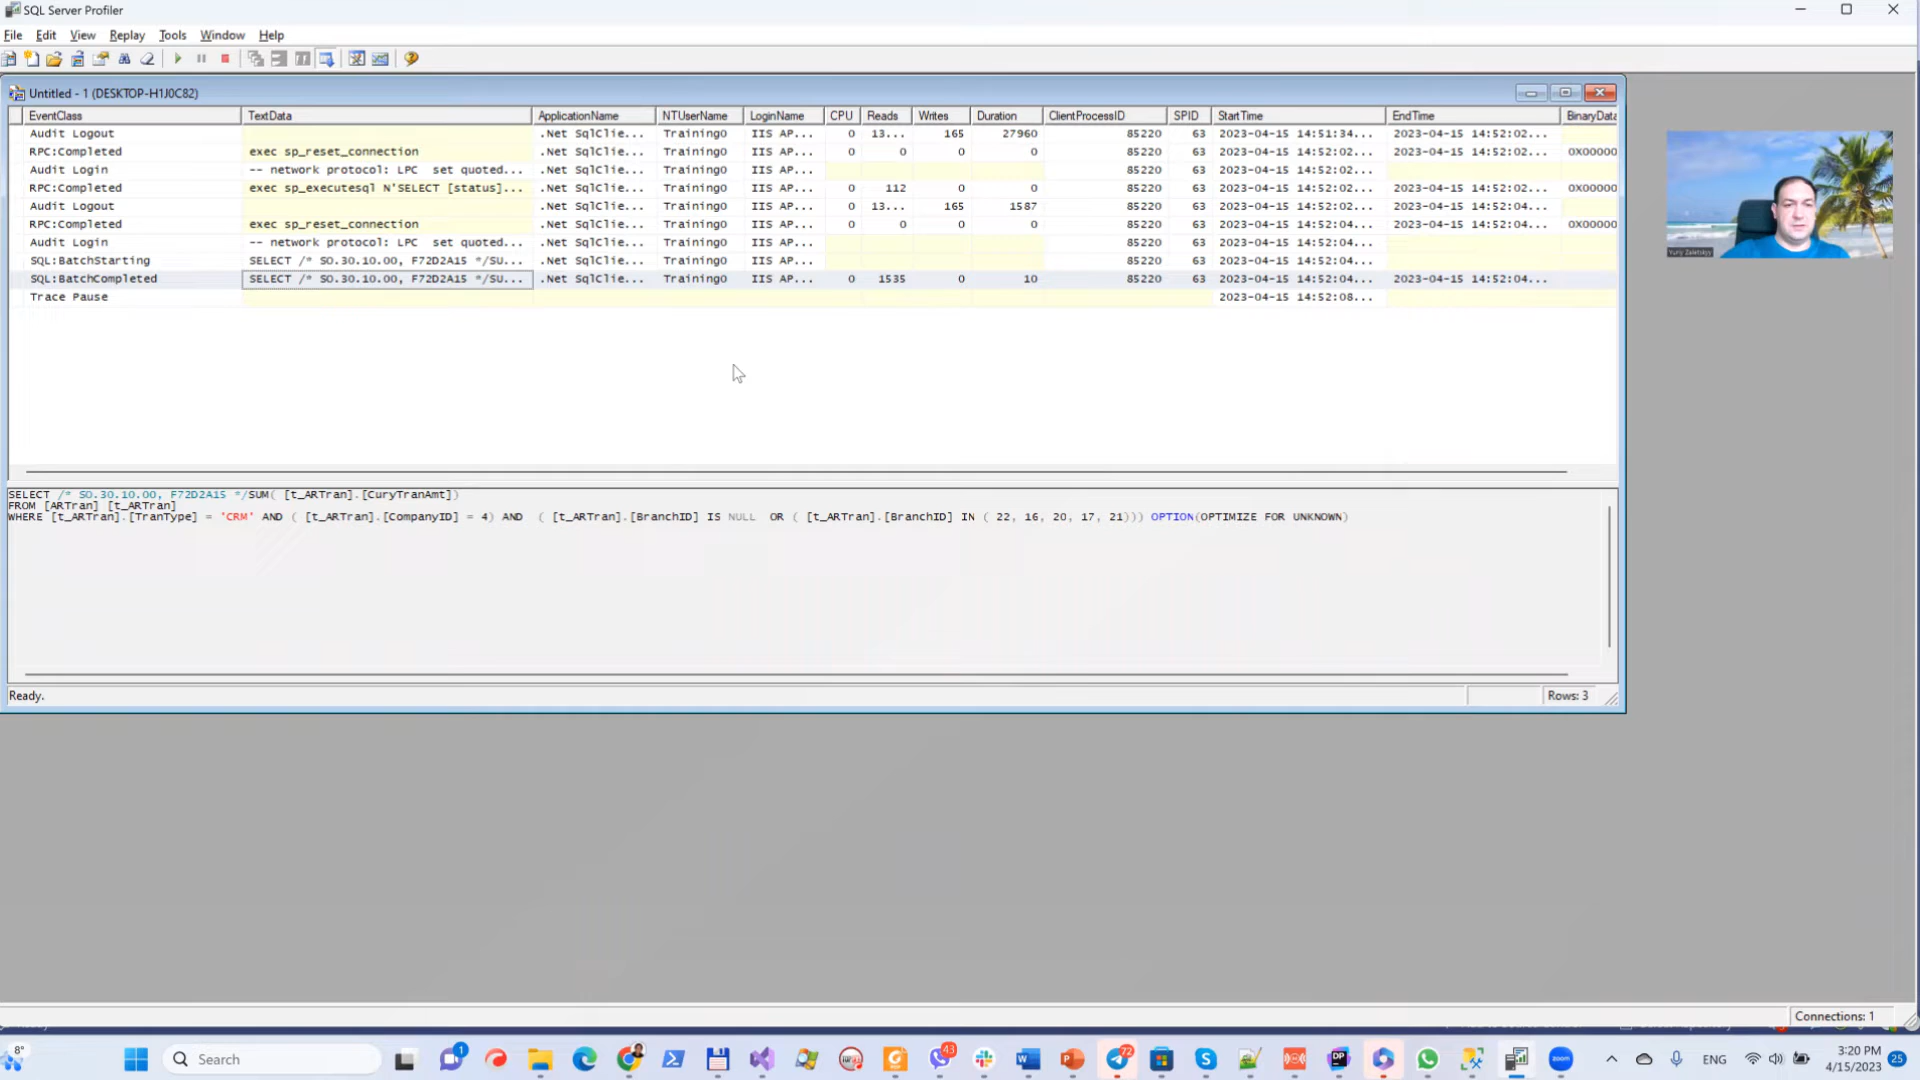 SQL Server Profiler
File Edit View Replay Tools Window Help
Untitled - 1 (DESKTOP-H1J0C82)
EventClass TextData ApplicationName NTUserName LoginName CPU Reads Writes Duration ClientProcessID SPID StartTime EndTime BinaryData
Audit Logout .Net SqlClie... Training0 IIS AP... 0 13... 165 27960 85220 63 2023-04-15 14:51:34... 2023-04-15 14:52:02...
RPC:Completed exec sp_reset_connection .Net SqlClie... Training0 IIS AP... 0 0 0 0 85220 63 2023-04-15 14:52:02... 2023-04-15 14:52:02... 0X00000
Audit Login -- network protocol: LPC set quoted... .Net SqlClie... Training0 IIS AP... 85220 63 2023-04-15 14:52:02...
RPC:Completed exec sp_executesql N'SELECT [status]... .Net SqlClie... Training0 IIS AP... 0 112 0 0 85220 63 2023-04-15 14:52:02... 2023-04-15 14:52:02... 0X00000
Audit Logout .Net SqlClie... Training0 IIS AP... 0 13... 165 1587 85220 63 2023-04-15 14:52:02... 2023-04-15 14:52:04...
RPC:Completed exec sp_reset_connection .Net SqlClie... Training0 IIS AP... 0 0 0 0 85220 63 2023-04-15 14:52:04... 2023-04-15 14:52:04... 0X00000
Audit Login -- network protocol: LPC set quoted... .Net SqlClie... Training0 IIS AP... 85220 63 2023-04-15 14:52:04...
SQL:BatchStarting SELECT /* SO.30.10.00, F72D2A15 */SU... .Net SqlClie... Training0 IIS AP... 85220 63 2023-04-15 14:52:04...
SQL:BatchCompleted SELECT /* SO.30.10.00, F72D2A15 */SU... .Net SqlClie... Training0 IIS AP... 0 1535 0 10 85220 63 2023-04-15 14:52:04... 2023-04-15 14:52:04...
Trace Pause 2023-04-15 14:52:08...
Yuriy Zaletskyy
SELECT /* SO.30.10.00, F72D2A15 */SUM( [t_ARTran].[CuryTranAmt])
FROM [ARTran] [t_ARTran]
WHERE [t_ARTran].[TranType] = 'CRM' AND ( [t_ARTran].[CompanyID] = 4) AND ( [t_ARTran].[BranchID] IS NULL OR ( [t_ARTran].[BranchID] IN ( 22, 16, 20, 17, 21))) OPTION(OPTIMIZE FOR UNKNOWN)
Ready. Rows: 3
Connections: 1
8° Search 1 43 72 ENG 3:20 PM 25
4/15/2023